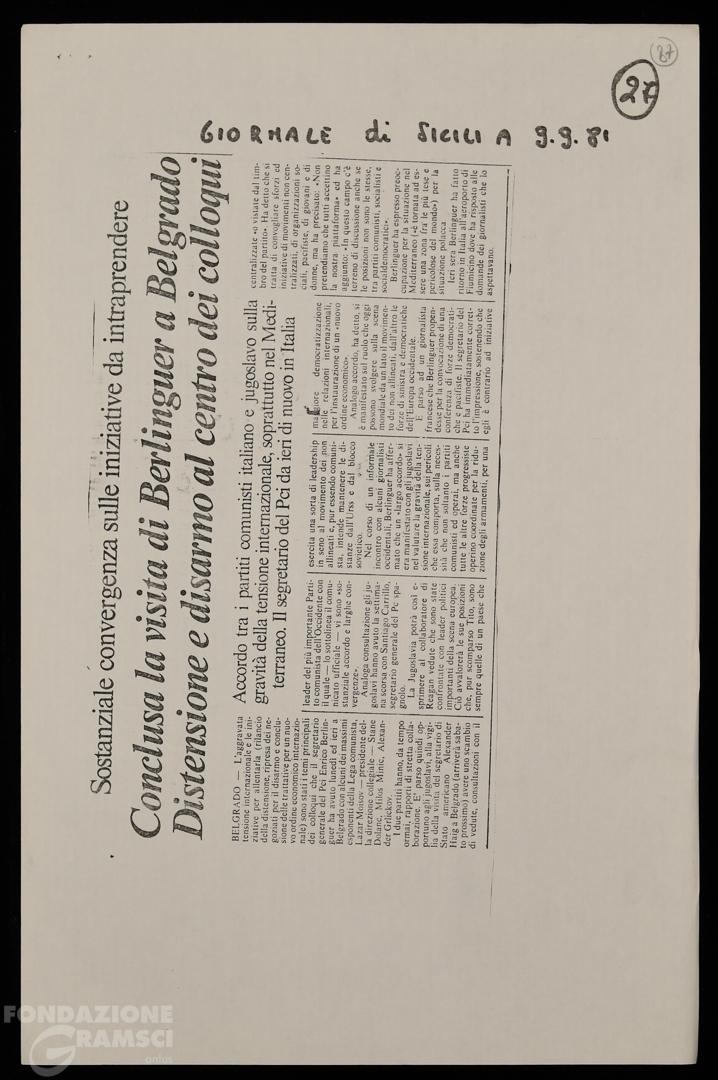 87
27
GIORNALE di SICILIA 9.9.81
Sostanziale convergenza sulle iniziative da intraprendere
Conclusa la visita di Berlinguer a Belgrado
Distensione e disarmo al centro dei colloqui
Accordo tra i partiti comunisti italiano e jugoslavo sulla
gravità della tensione internazionale, soprattutto nel Medi-
terraneo. Il segretario del Pci da ieri di nuovo in Italia
BELGRADO — L'aggravata
tensione internazionale e le ini-
ziative per allentarla (rilancio
della distensione, ripresa dei ne-
goziati per il disarmo e conclu-
sione delle trattative per un nuo-
vo ordine economico internazio-
nale) sono stati i temi principali
dei colloqui che il segretario
generale del Pci Enrico Berlin-
guer ha avuto lunedì ed ieri a
Belgrado con alcuni dei massimi
esponenti della Lega comunista,
Lazar Mojsov — presidente del-
la direzione collegiale — Stane
Dolanc, Milos Minic, Alexan-
der Grlickov.
I due partiti hanno, da tempo
ormai, rapporti di stretta colla-
borazione. E' parso quindi op-
portuno agli jugoslavi, alla vigi-
lia della visita del segretario di
Stato americano Alexander
Haig a Belgrado (arriverà saba-
to prossimo) avere uno scambio
di vedute, consultazioni con il
leader del più importante Parti-
to comunista dell'Occidente con
il quale — lo sottolinea il comu-
nicato ufficiale — vi sono «so-
stanziale accordo e larghe con-
vergenze».
Analoga consultazione gli ju-
goslavi hanno avuto la settima-
na scorsa con Santiago Carrillo,
segretario generale del Pc spa-
gnolo.
La Jugoslavia potrà così e-
sprimere al collaboratore di
Reagan vedute che sono state
confrontate con leader politici
importanti della scena europea.
Ciò avvalorerà le sue posizioni
che, pur scomparso Tito, sono
sempre quelle di un paese che
esercita una sorta di leadership
in seno al movimento dei non
allineati e, pur essendo comuni-
sta, intende mantenere le di-
stanze dall'Urss e dal blocco
sovietico.
Nel corso di un informale
incontro con alcuni giornalisti
occidentali, Berlinguer ha affer-
mato che un «largo accordo» si
era manifestato con gli jugoslavi
nel valutare la gravità della ten-
sione internazionale, sui pericoli
che essa comporta, sulla neces-
sità che non soltanto i partiti
comunisti ed operai, ma anche
tutte le altre forze progressiste
operino coordinate per la ridu-
zione degli armamenti, per una
maggiore democratizzazione
nelle relazioni internazionali,
per l'instaurazione di un «nuovo
ordine economico».
Analogo accordo, ha detto, si
è manifestato sul ruolo che oggi
possono svolgere sulla scena
mondiale da un lato il movimen-
to dei non allineati, dall'altro le
forze di sinistra e democratiche
dell'Europa occidentale.
E' parso ad un giornalista
francese che Berlinguer propen-
desse per la convocazione di una
conferenza di forze democrati-
che e pacifiste. Il segretario del
Pci ha immediatamente corret-
to l'impressione, sostenendo che
egli è contrario ad iniziative
centralizzate «o vistate dal tim-
bro del partito». Ha detto che si
tratta di convogliare sforzi ed
iniziative di movimenti non cen-
tralizzati, di organizzazioni so-
ciali, pacifiste, di giovani e di
donne, ma ha precisato: «Non
pretendiamo che tutti accettino
la nostra piattaforma» ed ha
aggiunto: «In questo campo c'è
terreno di discussione anche se
le posizioni non sono le stesse,
tra partiti comunisti, socialisti e
socialdemocratici».
Berlinguer ha espresso preoc-
cupazione per la situazione nel
Mediterraneo («è tornata ad es-
sere una zona fra le più tese e
pericolose del mondo») per la
situazione polacca
Ieri sera Berlinguer ha fatto
ritorno in Italia all'aeroporto di
Fiumicino dove ha risposto alle
domande dei giornalisti che lo
aspettavano.
FONDAZIONE
GRAMSCI
onlus